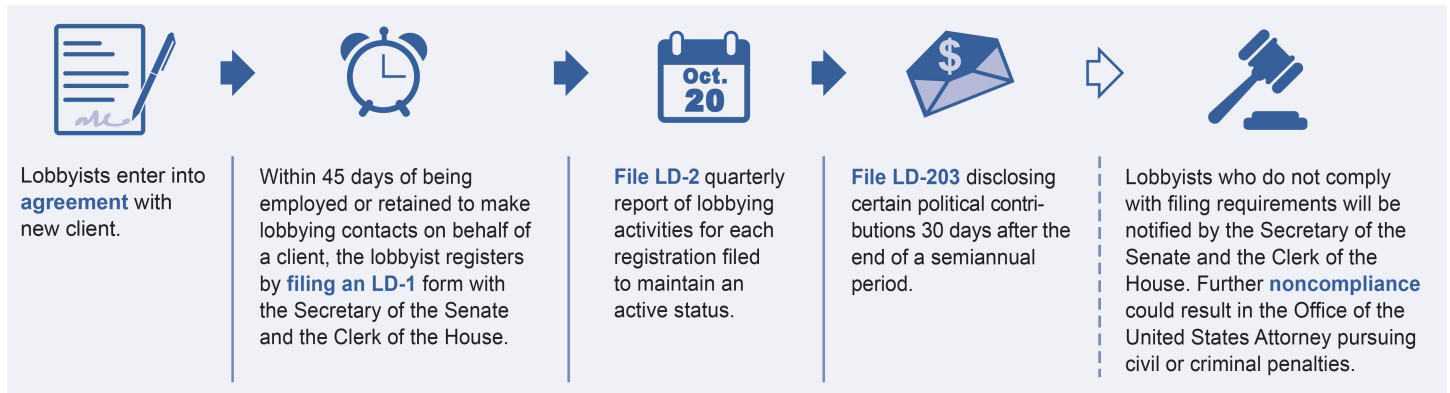 Oct.
20
$
Lobbyists enter into
agreement with
new client.
Within 45 days of being
employed or retained to make
lobbying contacts on behalf of
a client, the lobbyist registers
by filing an LD-1 form with
the Secretary of the Senate
and the Clerk of the House.
File LD-2 quarterly
report of lobbying
activities for each
registration filed
to maintain an
active status.
File LD-203 disclosing
certain political contri-
butions 30 days after the
end of a semiannual
period.
Lobbyists who do not comply
with filing requirements will be
notified by the Secretary of the
Senate and the Clerk of the
House. Further noncompliance
could result in the Office of the
United States Attorney pursuing
civil or criminal penalties.